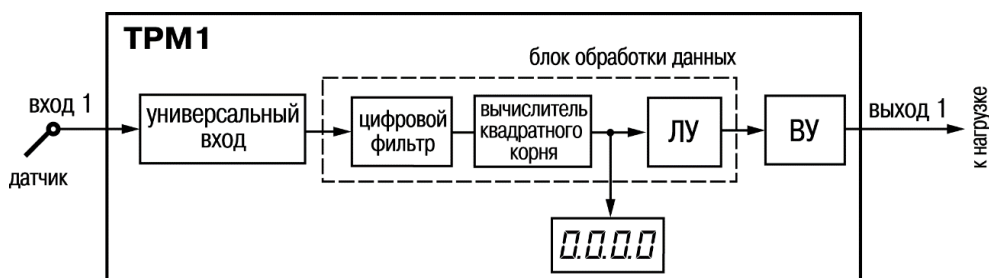 ТРМ1
блок обработки данных
вход 1
датчик
универсальный
вход
цифровой
фильтр
вычислитель
квадратного
корня
ЛУ
ВУ
выход 1
к нагрузке
0.0.0.0